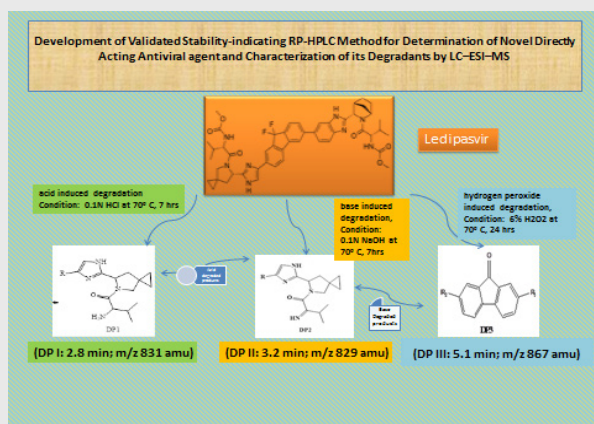 Development of Validated Stability-indicating RP-HPLC Method for Determination of Novel Directly
Acting Antiviral agent and Characterization of its Degradants by LC–ESI–MS
Ledipasvir
acid induced degradation
Condition: 0.1N HCl at 70⁰ C, 7 hrs
base induced
degradation,
Condition:
0.1N NaOH at
70⁰ C, 7hrs
hydrogen peroxide
induced degradation,
Condition: 6% H2O2 at
70⁰ C, 24 hrs
DP1
DP2
DP3
Base
Degraded
products
(DP I: 2.8 min; m/z 831 amu)
(DP II: 3.2 min; m/z 829 amu)
(DP III: 5.1 min; m/z 867 amu)